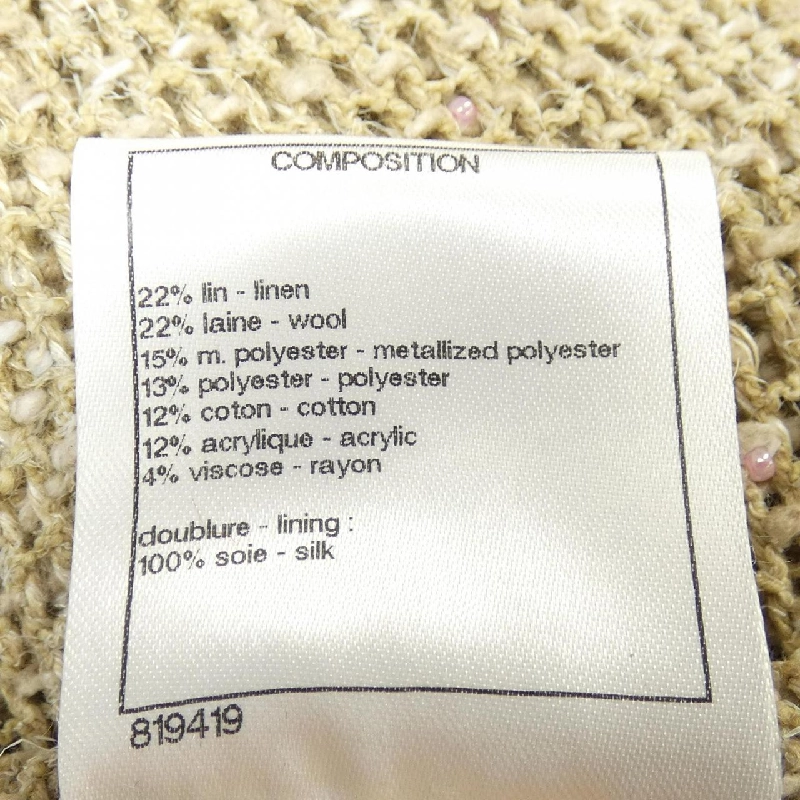 COMPOSITION
22% lin - linen
22% laine - wool
15% m. polyester - metallized polyester
13% polyester - polyester
12% coton - cotton
12% acrylique - acrylic
4% viscose - rayon
doublure - lining :
100% soie - silk
819419